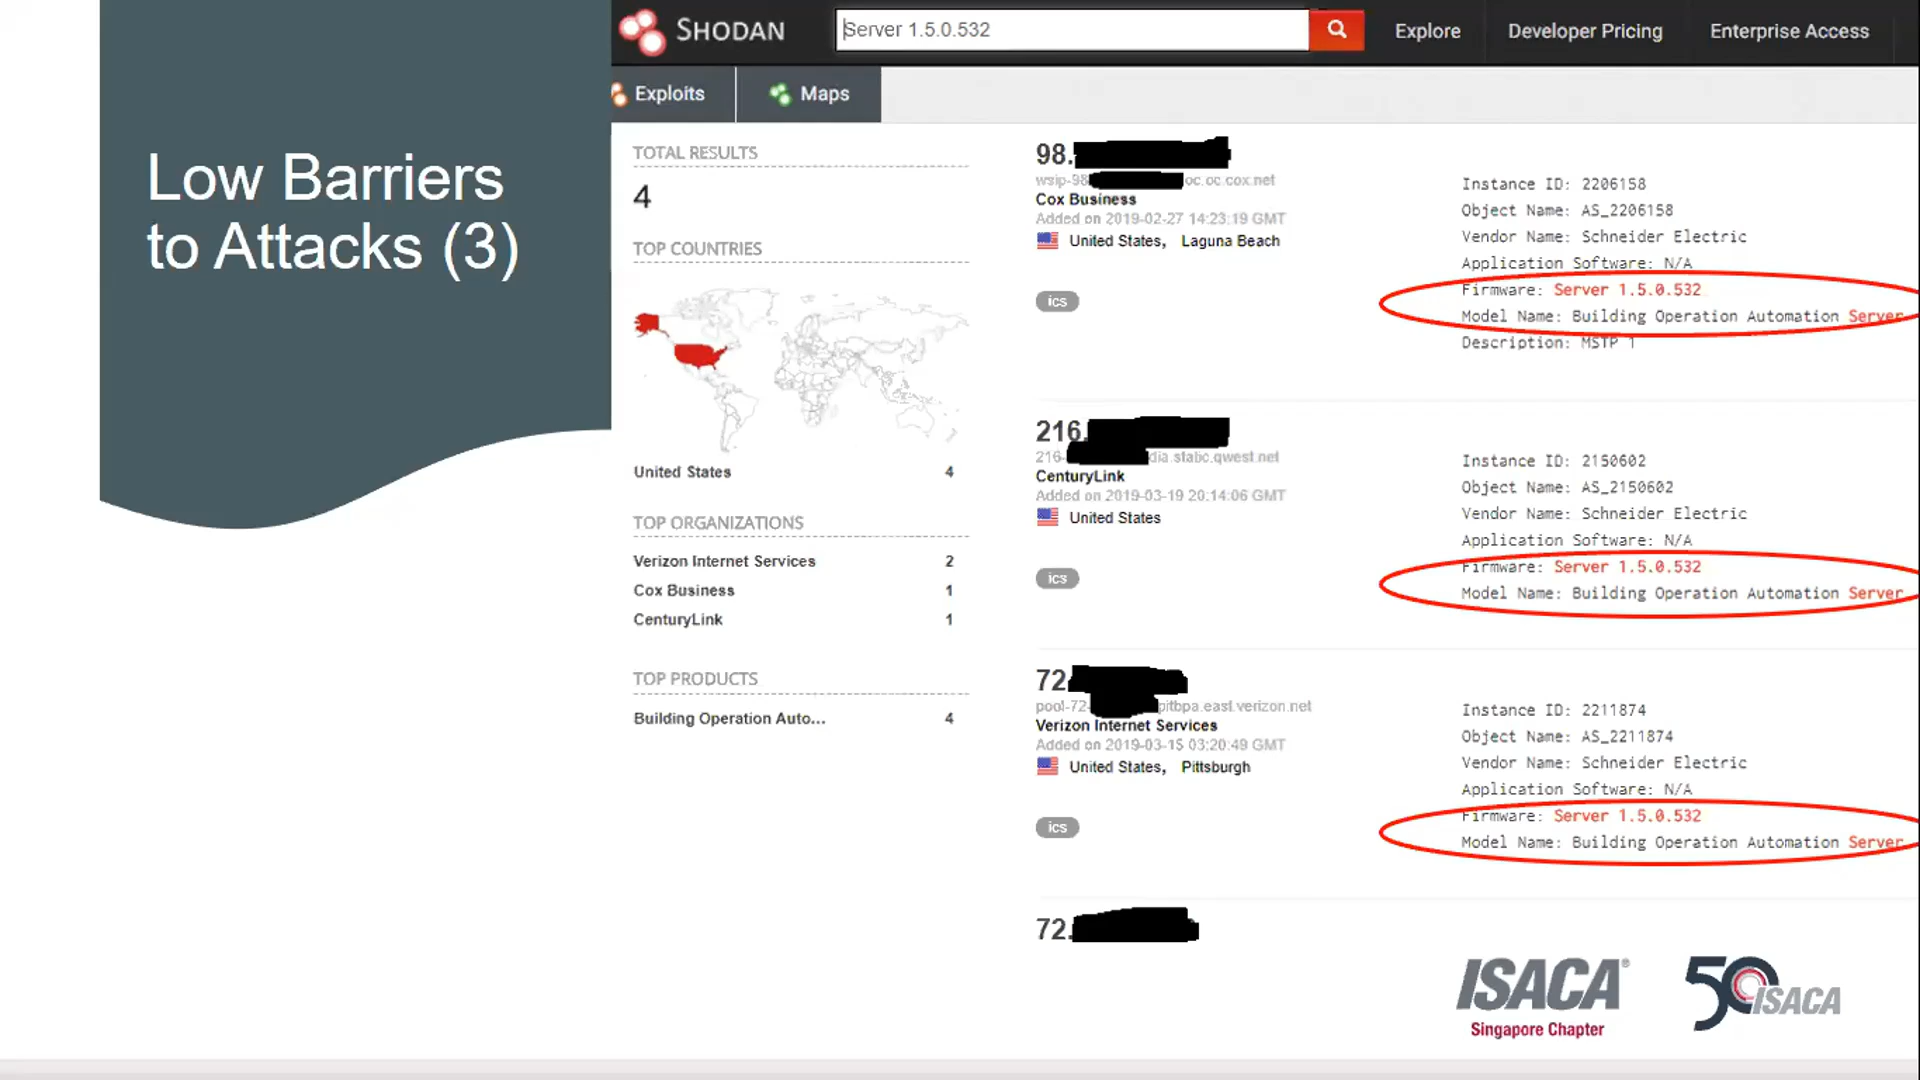 Low Barriers
to Attacks (3)
SHODAN
Server 1.5.0.532
Explore
Developer Pricing
Enterprise Access
Exploits
Maps
TOTAL RESULTS
4
TOP COUNTRIES
United States 4
TOP ORGANIZATIONS
Verizon Internet Services 2
Cox Business 1
CenturyLink 1
TOP PRODUCTS
Building Operation Auto... 4
98.
wsip-98 oc.oc.cox.net
Cox Business
Added on 2019-02-27 14:23:19 GMT
United States, Laguna Beach
ics
Instance ID: 2206158
Object Name: AS_2206158
Vendor Name: Schneider Electric
Application Software: N/A
Firmware: Server 1.5.0.532
Model Name: Building Operation Automation Server
Description: MSTP 1
216.
216- dia.static.qwest.net
CenturyLink
Added on 2019-03-19 20:14:06 GMT
United States
ics
Instance ID: 2150602
Object Name: AS_2150602
Vendor Name: Schneider Electric
Application Software: N/A
Firmware: Server 1.5.0.532
Model Name: Building Operation Automation Server
72
pool-72- pitbpa.east.verizon.net
Verizon Internet Services
Added on 2019-03-15 03:20:49 GMT
United States, Pittsburgh
ics
Instance ID: 2211874
Object Name: AS_2211874
Vendor Name: Schneider Electric
Application Software: N/A
Firmware: Server 1.5.0.532
Model Name: Building Operation Automation Server
72.
ISACA®
Singapore Chapter
50 ISACA